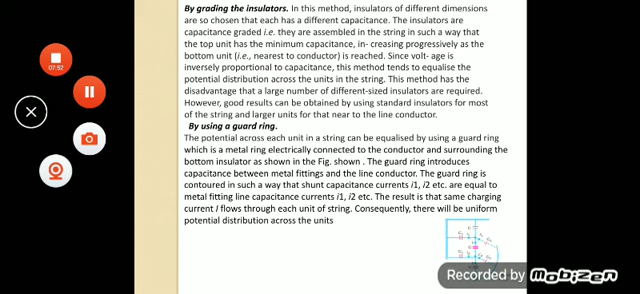 By grading the insulators. In this method, insulators of different dimensions
are so chosen that each has a different capacitance. The insulators are
capacitance graded i.e. they are assembled in the string in such a way that
the top unit has the minimum capacitance, in- creasing progressively as the
bottom unit (i.e., nearest to conductor) is reached. Since volt- age is
inversely proportional to capacitance, this method tends to equalise the
potential distribution across the units in the string. This method has the
disadvantage that a large number of different-sized insulators are required.
However, good results can be obtained by using standard insulators for most
of the string and larger units for that near to the line conductor.
By using a guard ring.
The potential across each unit in a string can be equalised by using a guard ring
which is a metal ring electrically connected to the conductor and surrounding the
bottom insulator as shown in the Fig. shown . The guard ring introduces
capacitance between metal fittings and the line conductor. The guard ring is
contoured in such a way that shunt capacitance currents i1, i2 etc. are equal to
metal fitting line capacitance currents i1, i2 etc. The result is that same charging
current I flows through each unit of string. Consequently, there will be uniform
potential distribution across the units
07:52
Recorded by MOBIZEN